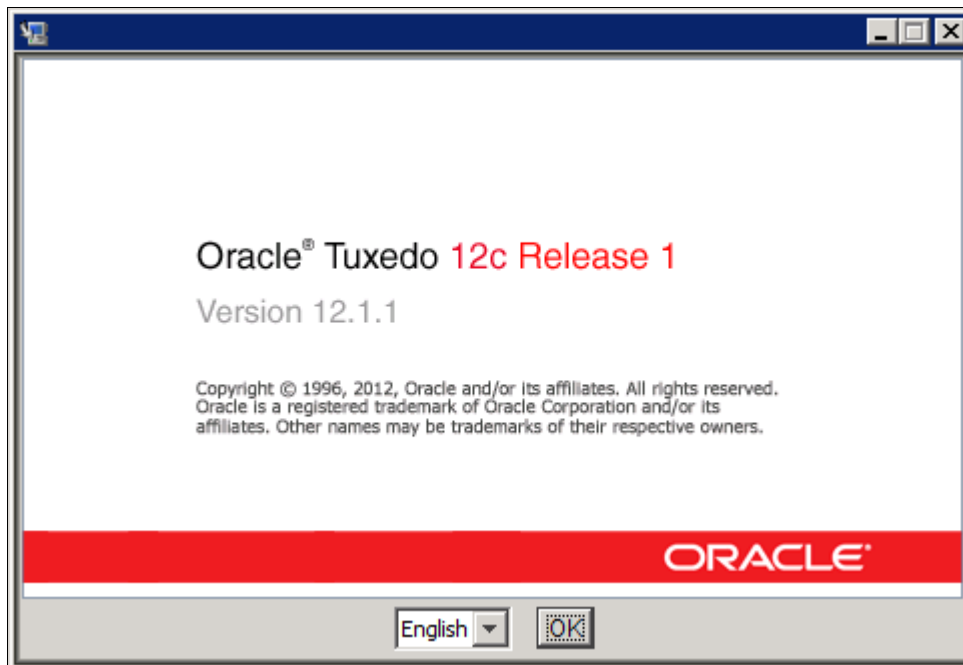 Oracle® Tuxedo 12c Release 1
Version 12.1.1
Copyright © 1996, 2012, Oracle and/or its affiliates. All rights reserved.
Oracle is a registered trademark of Oracle Corporation and/or its
affiliates. Other names may be trademarks of their respective owners.
ORACLE®
English OK